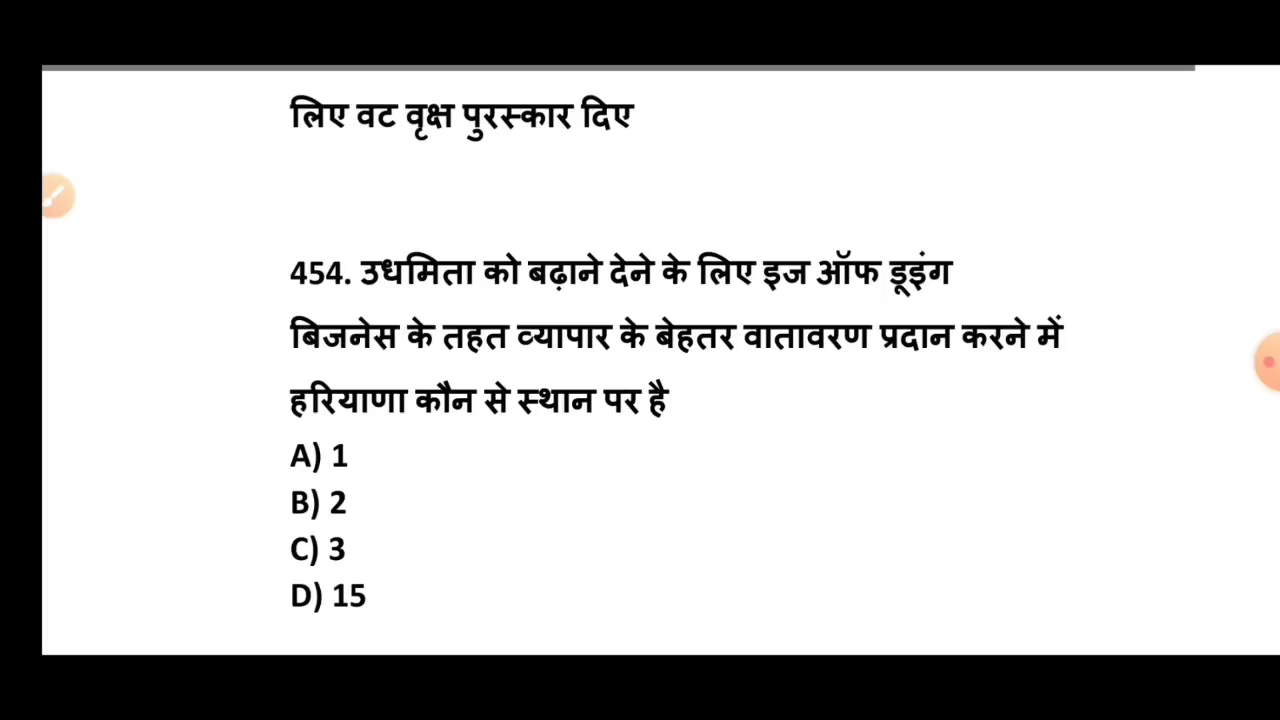 लिए वट वृक्ष पुरस्कार दिए
454. उधमिता को बढ़ाने देने के लिए इज ऑफ डूइंग
बिजनेस के तहत व्यापार के बेहतर वातावरण प्रदान करने में
हरियाणा कौन से स्थान पर है
A) 1
B) 2
C) 3
D) 15